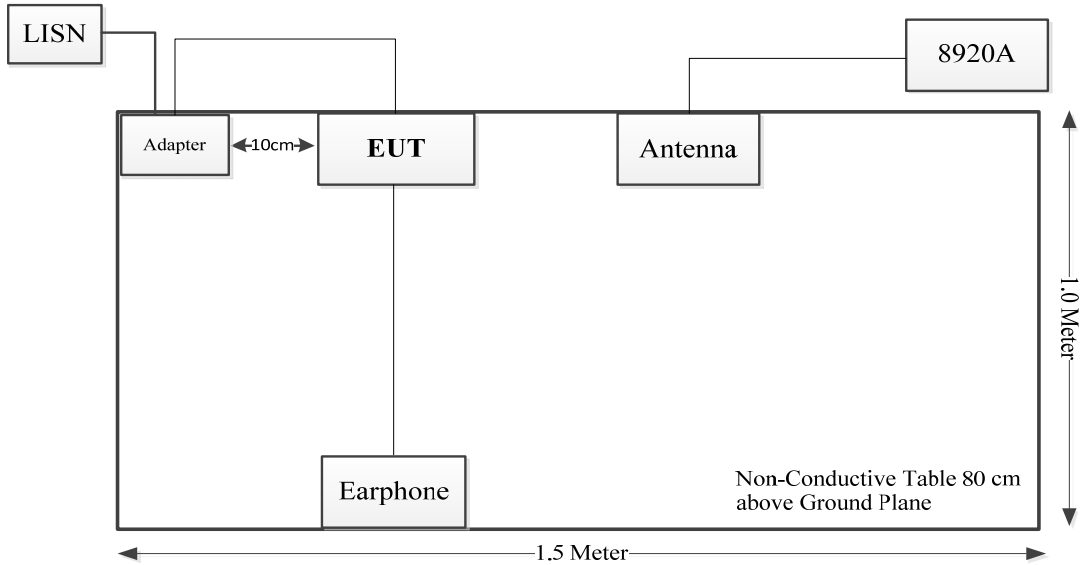 LISN
8920A
Adapter
10cm
EUT
Antenna
1.0 Meter
Earphone
Non-Conductive Table 80 cm
above Ground Plane
1.5 Meter